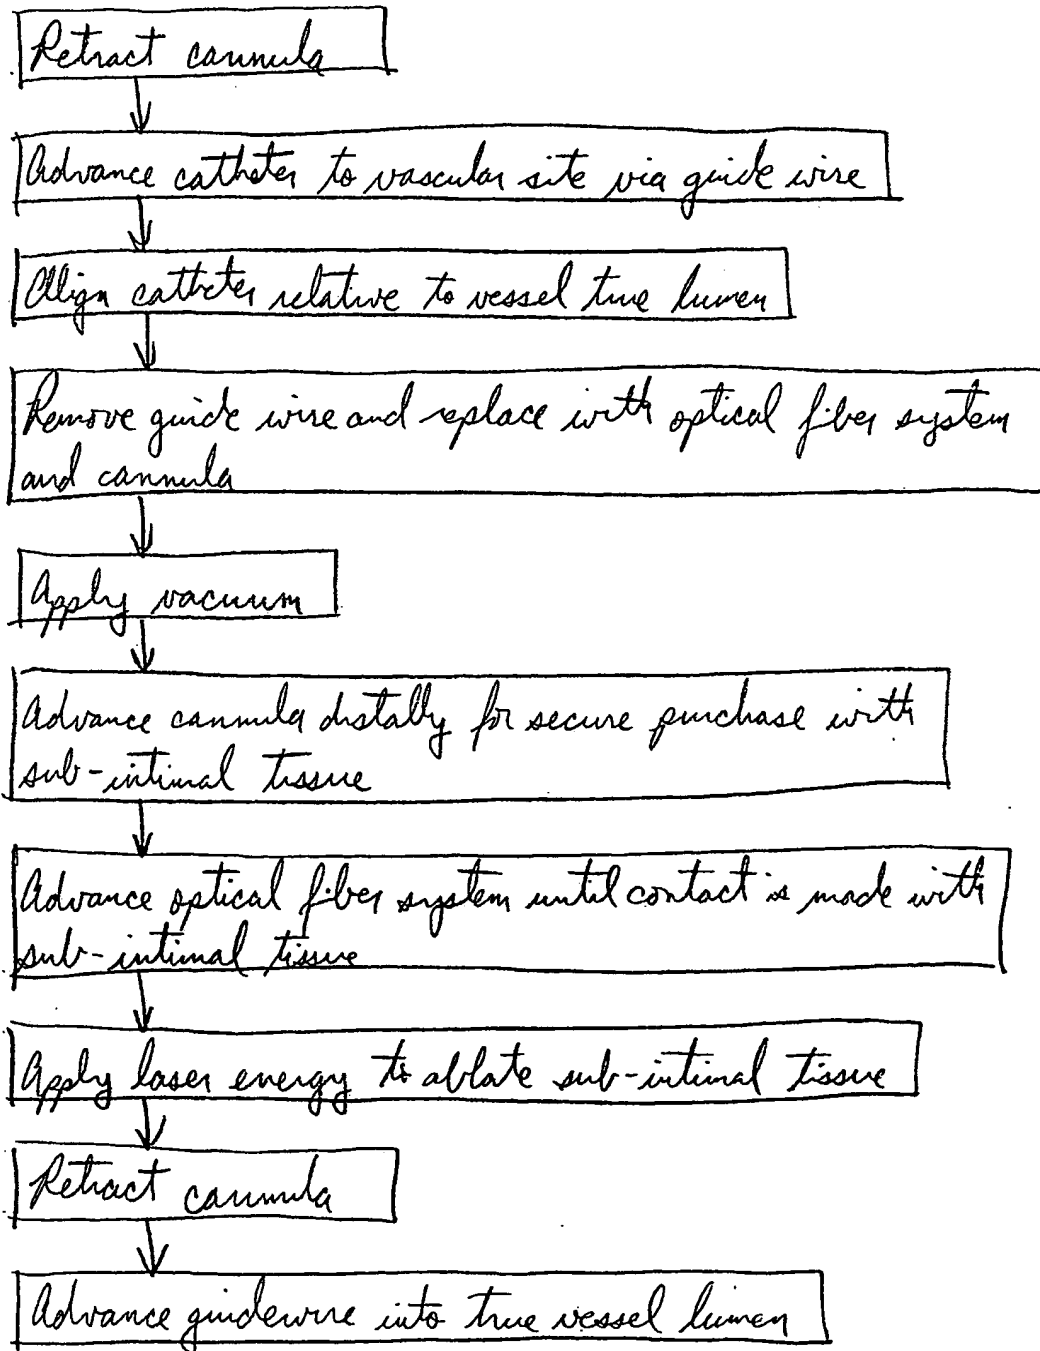 Retract cannula
Advance catheter to vascular site via guide wire
Align catheter relative to vessel true lumen
Remove guide wire and replace with optical fiber system
and cannula
Apply vacuum
Advance cannula distally for secure purchase with
sub-intimal tissue
Advance optical fiber system until contact is made with
sub-intimal tissue
Apply laser energy to ablate sub-intimal tissue
Retract cannula
Advance guidewire into true vessel lumen